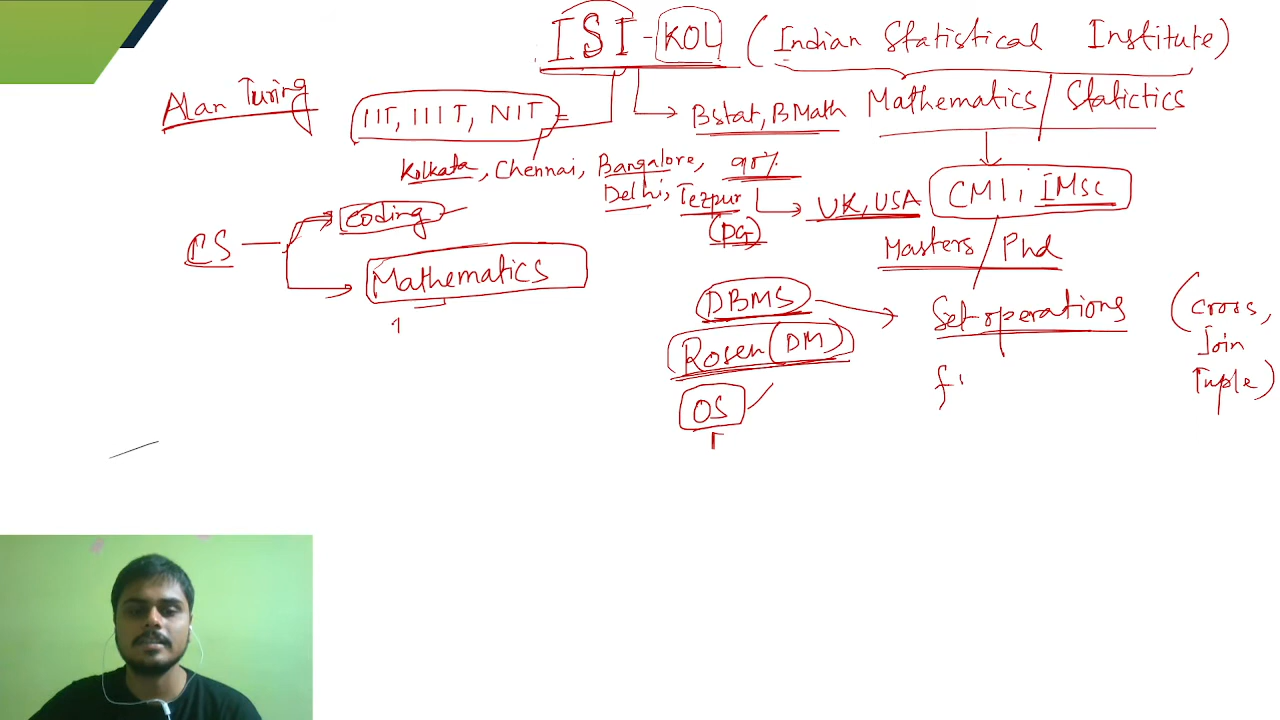 ISI-KOL (Indian Statistical Institute)
Alan Turing
IIT, IIIT, NIT =
BStat, BMath
Mathematics / Statictics
Kolkata, Chennai, Bangalore, 90%
Delhi, Tezpur
(PG)
UK, USA
CMI, IMSc
Masters / Phd
CS
Coding
Mathematics
1
DBMS
Set operations (cross,
Join
Tuple)
Rosen (DM)
f
OS